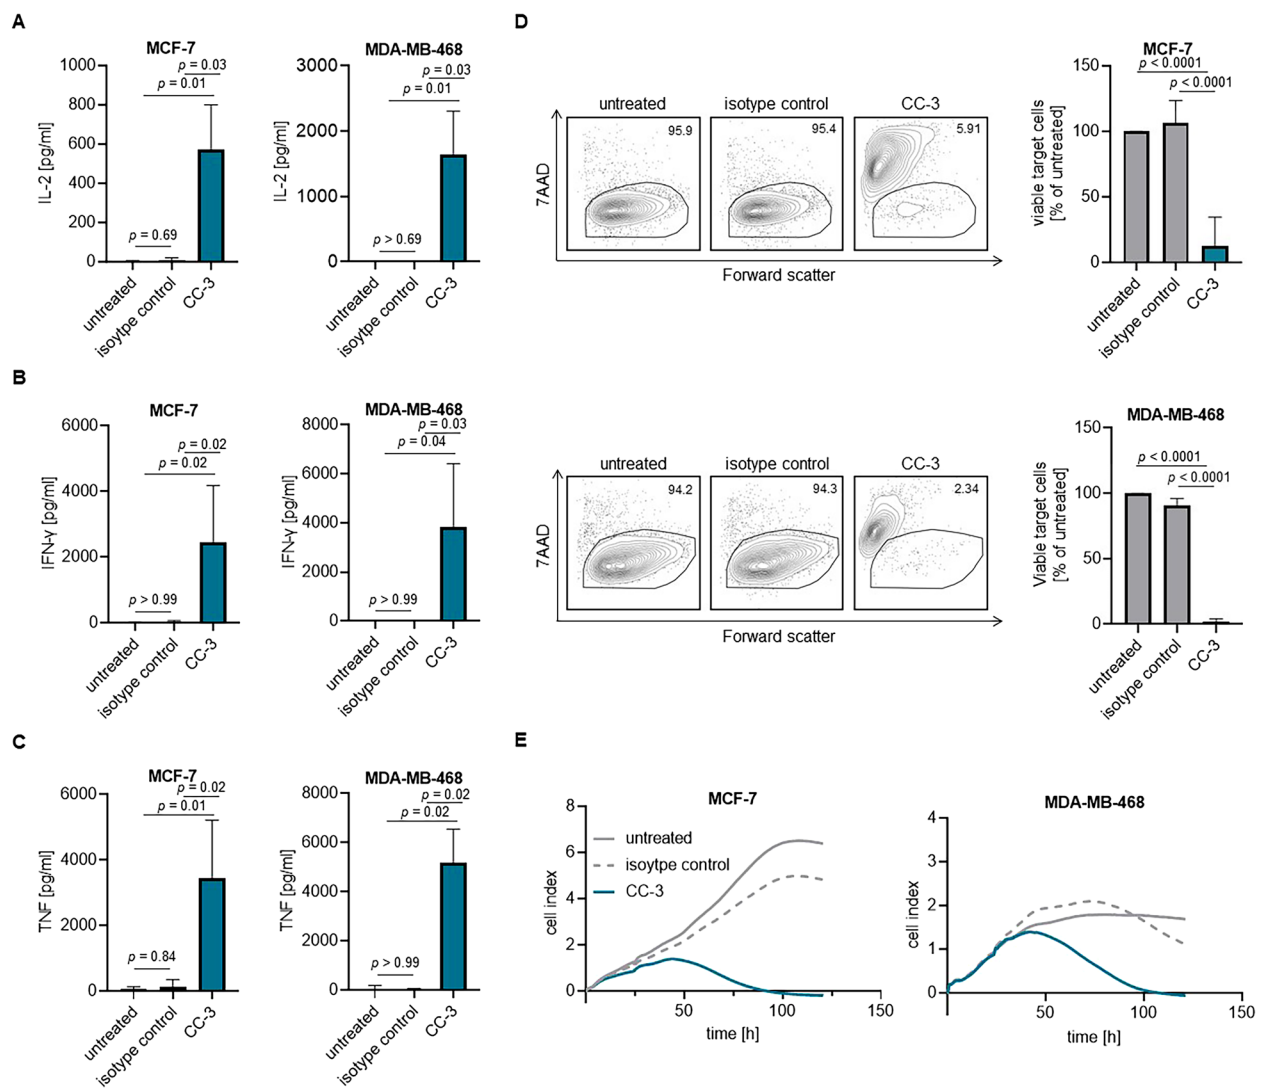 A
MCF-7
p = 0.03
p = 0.01
p = 0.69
IL-2 [pg/ml]
1000
800
600
400
200
0
untreated
isoytpe control
CC-3
MDA-MB-468
p = 0.03
p = 0.01
p > 0.69
IL-2 [pg/ml]
3000
2000
1000
0
untreated
isoytpe control
CC-3
B
MCF-7
p = 0.02
p = 0.02
p > 0.99
IFN-γ [pg/ml]
6000
4000
2000
0
untreated
isotype control
CC-3
MDA-MB-468
p = 0.03
p = 0.04
p > 0.99
IFN-γ [pg/ml]
8000
6000
4000
2000
0
untreated
isotype control
CC-3
C
MCF-7
p = 0.02
p = 0.01
p = 0.84
TNF [pg/ml]
6000
4000
2000
0
untreated
isotype control
CC-3
MDA-MB-468
p = 0.02
p = 0.02
p > 0.99
TNF [pg/ml]
8000
6000
4000
2000
0
untreated
isotype control
CC-3
D
untreated
isotype control
CC-3
95.9
95.4
5.91
7AAD
Forward scatter
MCF-7
p < 0.0001
p < 0.0001
viable target cells
[% of untreated]
150
100
50
0
untreated
isotype control
CC-3
untreated
isotype control
CC-3
94.2
94.3
2.34
7AAD
Forward scatter
MDA-MB-468
p < 0.0001
p < 0.0001
Viable target cells
[% of untreated]
150
100
50
0
untreated
isotype control
CC-3
E
MCF-7
untreated
isoytpe control
CC-3
cell index
8
6
4
2
0
50
100
150
time [h]
MDA-MB-468
cell index
4
3
2
1
0
50
100
150
time [h]